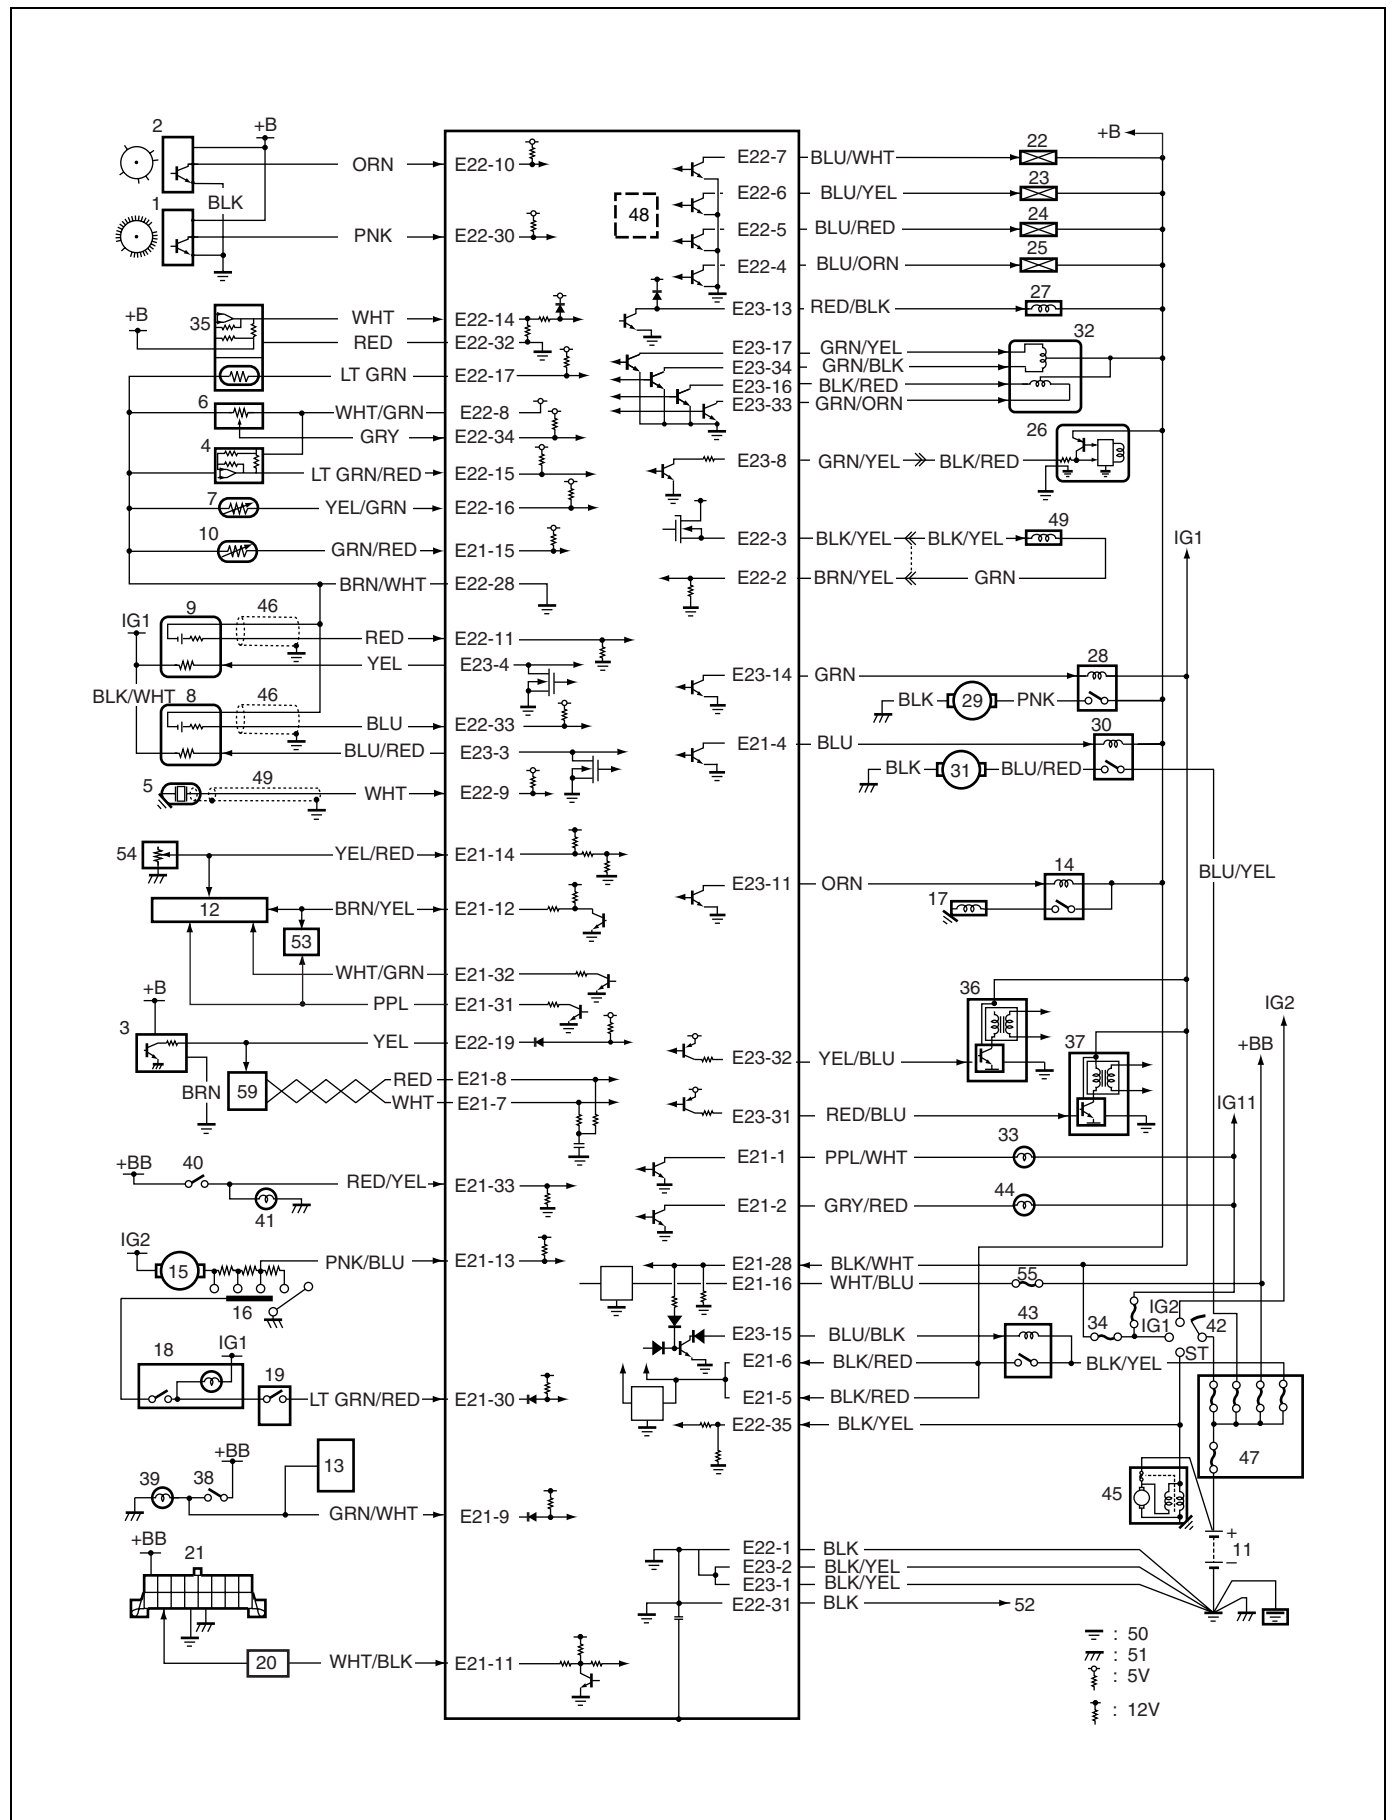 2
+B
ORN
E22-10
BLK
1
PNK
E22-30
+B
35
WHT
E22-14
RED
E22-32
LT GRN
E22-17
6
WHT/GRN
E22-8
GRY
E22-34
4
LT GRN/RED
E22-15
7
YEL/GRN
E22-16
10
GRN/RED
E21-15
BRN/WHT
E22-28
IG1
9
46
RED
E22-11
YEL
E23-4
BLK/WHT
8
46
BLU
E22-33
BLU/RED
E23-3
5
49
WHT
E22-9
54
YEL/RED
E21-14
12
BRN/YEL
E21-12
53
WHT/GRN
E21-32
PPL
E21-31
+B
3
YEL
E22-19
BRN
59
RED
E21-8
WHT
E21-7
+BB
40
RED/YEL
E21-33
41
IG2
15
PNK/BLU
E21-13
16
18
IG1
19
LT GRN/RED
E21-30
+BB
39
38
13
GRN/WHT
E21-9
+BB
21
20
WHT/BLK
E21-11
48
+B
E22-7
BLU/WHT
22
E22-6
BLU/YEL
23
E22-5
BLU/RED
24
E22-4
BLU/ORN
25
E23-13
RED/BLK
27
32
E23-17
GRN/YEL
E23-34
GRN/BLK
E23-16
BLK/RED
E23-33
GRN/ORN
26
E23-8
GRN/YEL
BLK/RED
49
E22-3
BLK/YEL
BLK/YEL
IG1
E22-2
BRN/YEL
GRN
28
E23-14
GRN
BLK
29
PNK
30
E21-4
BLU
BLK
31
BLU/RED
14
BLU/YEL
E23-11
ORN
17
36
IG2
37
+BB
E23-32
YEL/BLU
IG11
E23-31
RED/BLU
33
E21-1
PPL/WHT
44
E21-2
GRY/RED
E21-28
BLK/WHT
E21-16
WHT/BLU
55
43
34
IG2
IG1
42
E23-15
BLU/BLK
ST
E21-6
BLK/RED
BLK/YEL
E21-5
BLK/RED
E22-35
BLK/YEL
47
45
+
11
–
E22-1
BLK
E23-2
BLK/YEL
E23-1
BLK/YEL
E22-31
BLK
52
: 50
: 51
: 5V
: 12V